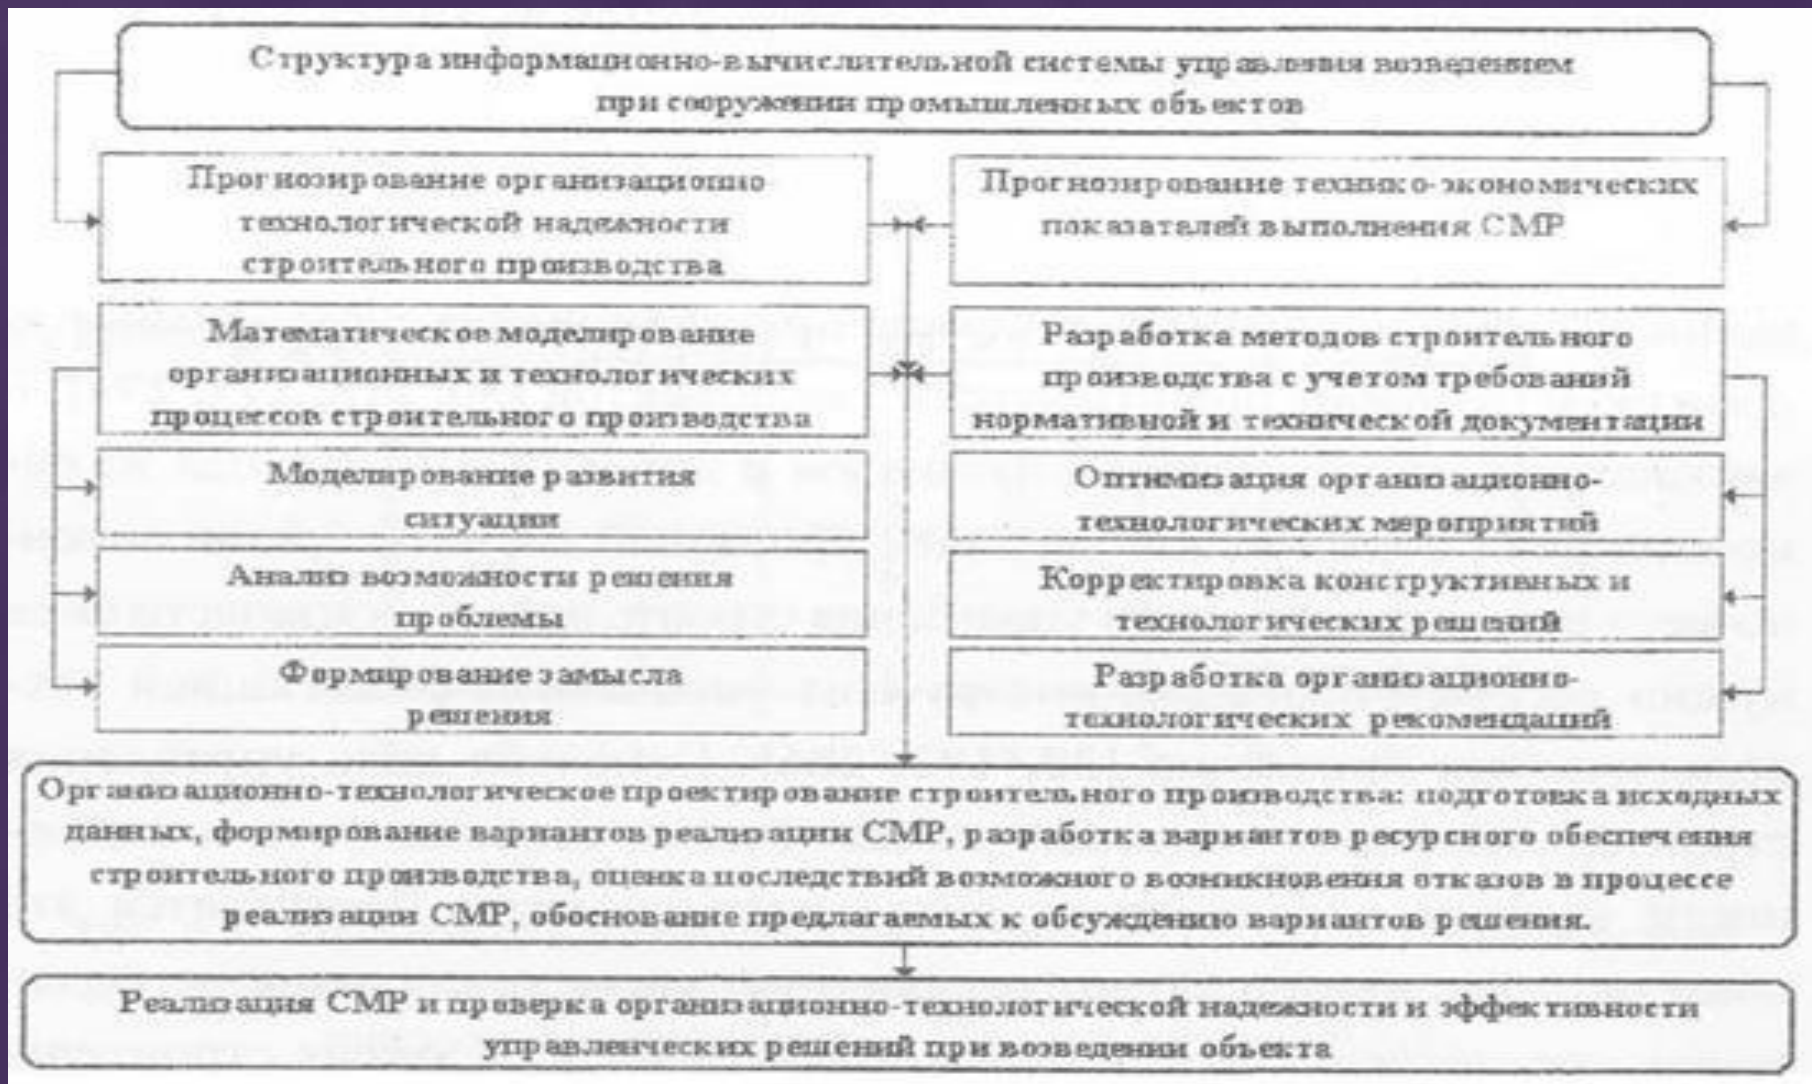 Структура информационно-вычислительной системы управления возведением
при сооружении промышленных объектов
Прогнозирование организационно
технологической надежности
строительного производства
Прогнозирование технико-экономических
показателей выполнения СМР
Математическое моделирование
организационных и технологических
процессов строительного производства
Разработка методов строительного
производства с учетом требований
нормативной и технической документации
Моделирование развития
ситуации
Оптимизация организационно-
технологических мероприятий
Анализ возможности решения
проблемы
Корректировка конструктивных и
технологических решений
Формирование замысла
решения
Разработка организационно-
технологических рекомендаций
Организационно-технологическое проектирование строительного производства: подготовка исходных
данных, формирование вариантов реализации СМР, разработка вариантов ресурсного обеспечения
строительного производства, оценка последствий возможного возникновения отказов в процессе
реализации СМР, обоснование предлагаемых к обсуждению вариантов решения.
Реализация СМР и проверка организационно-технологической надежности и эффективности
управленческих решений при возведении объекта